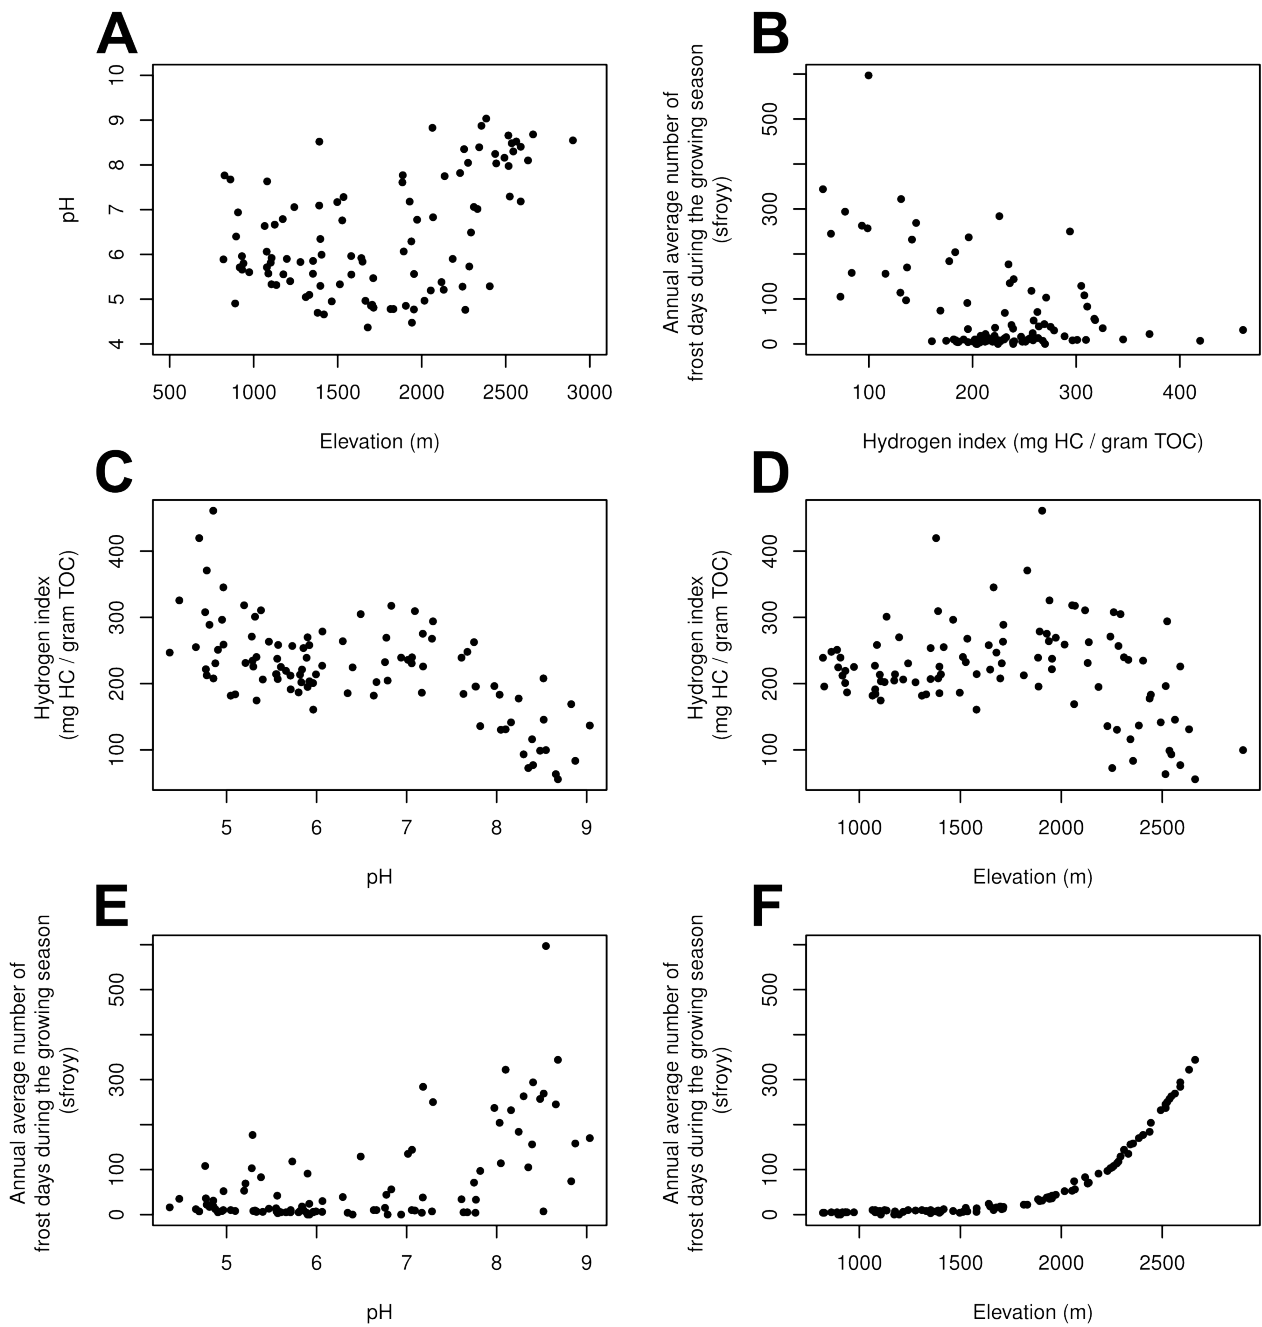 A
pH
4 5 6 7 8 9 10
500 1000 1500 2000 2500 3000
Elevation (m)
B
Annual average number of
frost days during the growing season
(sfroyy)
0 100 300 500
100 200 300 400
Hydrogen index (mg HC / gram TOC)
C
Hydrogen index
(mg HC / gram TOC)
100 200 300 400
5 6 7 8 9
pH
D
Hydrogen index
(mg HC / gram TOC)
100 200 300 400
1000 1500 2000 2500
Elevation (m)
E
Annual average number of
frost days during the growing season
(sfroyy)
0 100 300 500
5 6 7 8 9
pH
F
Annual average number of
frost days during the growing season
(sfroyy)
0 100 300 500
1000 1500 2000 2500
Elevation (m)